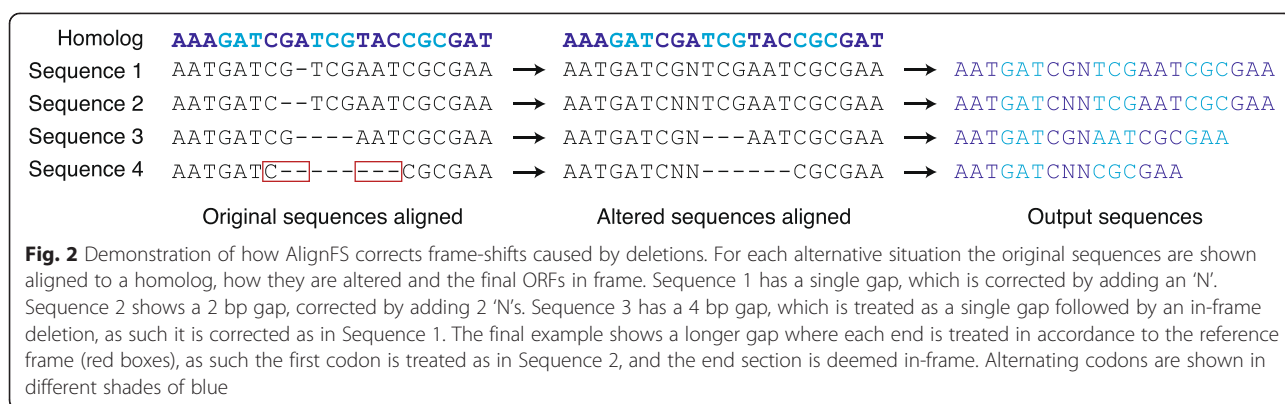 Homolog AAAGATCGATCGTACCGCGAT AAAGATCGATCGTACCGCGAT
Sequence 1 AATGATCG-TCGAATCGCGAA → AATGATCGNTCGAATCGCGAA → AATGATCGNTCGAATCGCGAA
Sequence 2 AATGATC--TCGAATCGCGAA → AATGATCNNTCGAATCGCGAA → AATGATCNNTCGAATCGCGAA
Sequence 3 AATGATCG----AATCGCGAA → AATGATCGN---AATCGCGAA → AATGATCGNAATCGCGAA
Sequence 4 AATGATC--------CGCGAA → AATGATCNN------CGCGAA → AATGATCNNCGCGAA
Original sequences aligned Altered sequences aligned Output sequences
Fig. 2 Demonstration of how AlignFS corrects frame-shifts caused by deletions. For each alternative situation the original sequences are shown
aligned to a homolog, how they are altered and the final ORFs in frame. Sequence 1 has a single gap, which is corrected by adding an ‘N’.
Sequence 2 shows a 2 bp gap, corrected by adding 2 ‘N’s. Sequence 3 has a 4 bp gap, which is treated as a single gap followed by an in-frame
deletion, as such it is corrected as in Sequence 1. The final example shows a longer gap where each end is treated in accordance to the reference
frame (red boxes), as such the first codon is treated as in Sequence 2, and the end section is deemed in-frame. Alternating codons are shown in
different shades of blue